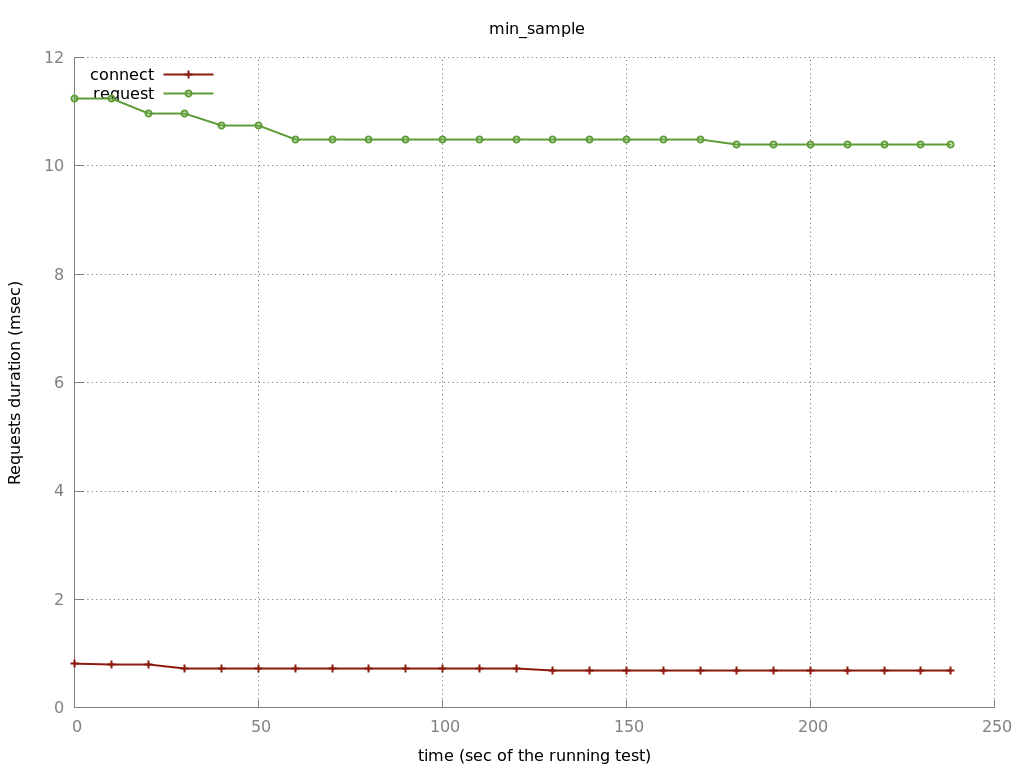 min_sample
connect
request
12
10
8
6
4
2
0
0 50 100 150 200 250
Requests duration (msec)
time (sec of the running test)